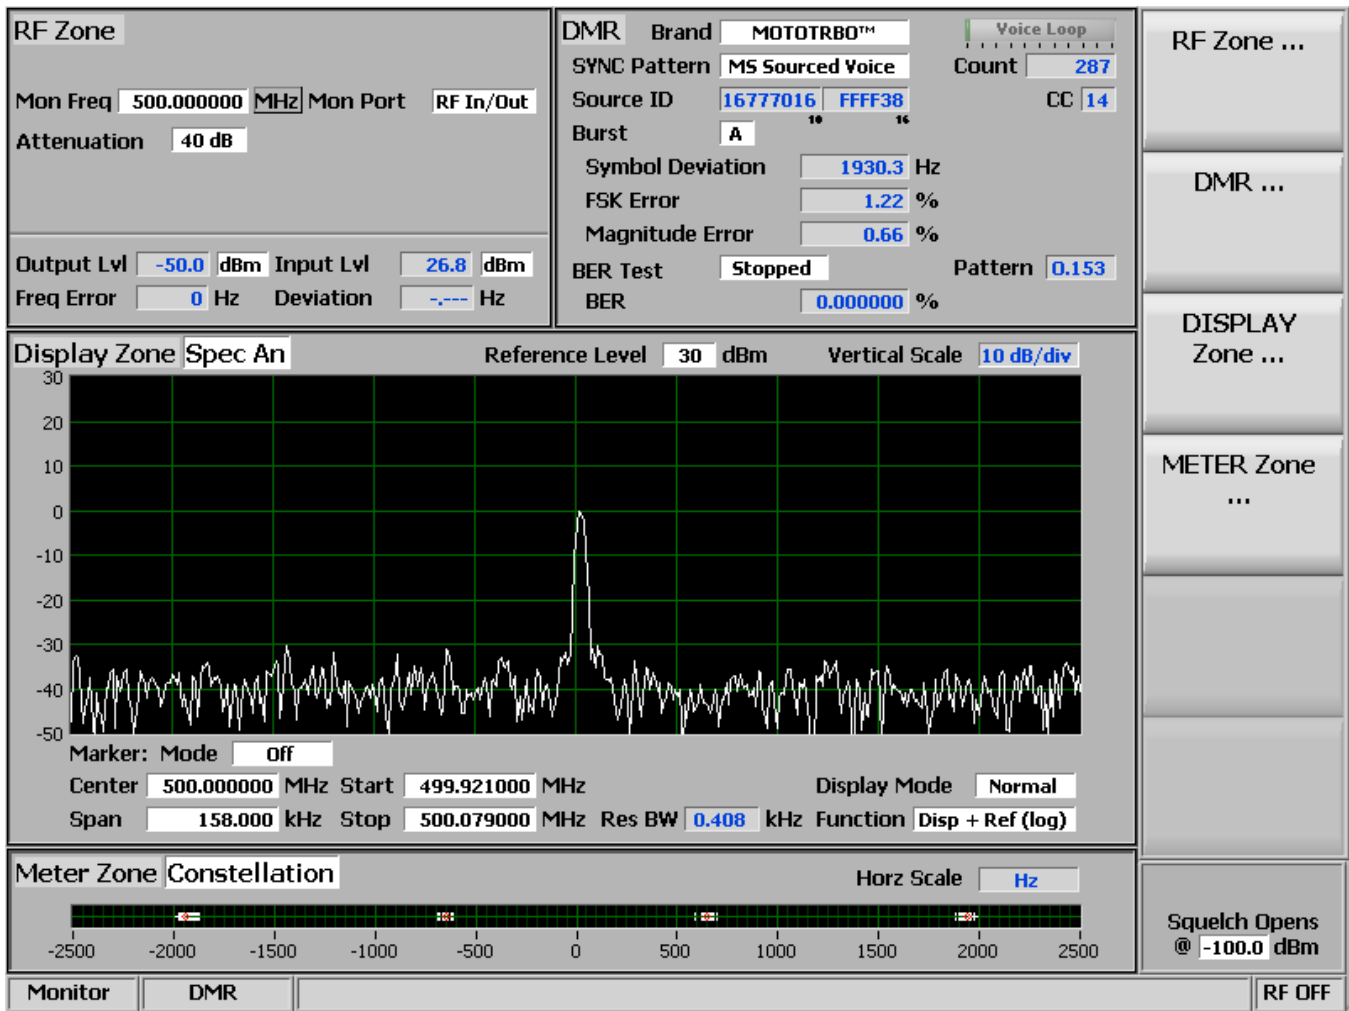 RF Zone
Mon Freq 500.000000 MHz Mon Port RF In/Out
Attenuation 40 dB
Output Lvl -50.0 dBm Input Lvl 26.8 dBm
Freq Error 0 Hz Deviation -.--- Hz
DMR Brand MOTOTRBO™ Voice Loop
SYNC Pattern MS Sourced Voice Count 287
Source ID 16777016 FFFF38 CC 14
10 16
Burst A
Symbol Deviation 1930.3 Hz
FSK Error 1.22 %
Magnitude Error 0.66 %
BER Test Stopped Pattern O.153
BER 0.000000 %
Display Zone Spec An Reference Level 30 dBm Vertical Scale 10 dB/div
30
20
10
0
-10
-20
-30
-40
-50
Marker: Mode Off
Center 500.000000 MHz Start 499.921000 MHz Display Mode Normal
Span 158.000 kHz Stop 500.079000 MHz Res BW 0.408 kHz Function Disp + Ref (log)
Meter Zone Constellation Horz Scale Hz
-2500 -2000 -1500 -1000 -500 0 500 1000 1500 2000 2500
Monitor DMR RF OFF
RF Zone ...
DMR ...
DISPLAY
Zone ...
METER Zone
...
Squelch Opens
@ -100.0 dBm